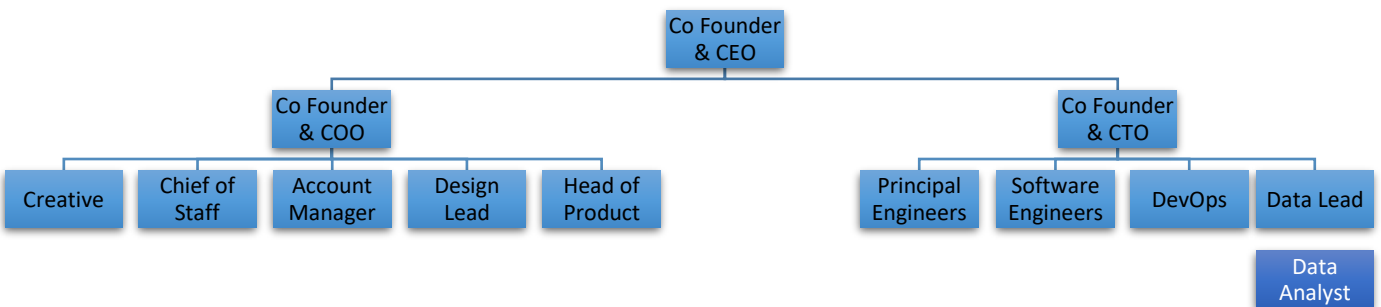 Co Founder
& CEO
Co Founder
& COO
Co Founder
& CTO
Creative
Chief of
Staff
Account
Manager
Design
Lead
Head of
Product
Principal
Engineers
Software
Engineers
DevOps
Data Lead
Data
Analyst